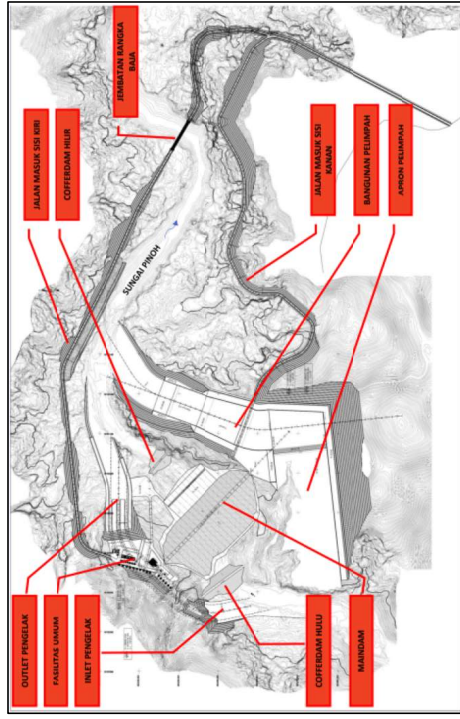 OUTLET PENGELAK
FASILITAS UMUM
INLET PENGELAK
JALAN MASUK SISI KIRI
COFFERDAM HILIR
JEMBATAN RANGKA
BAJA
SUNGAI PINOH
COFFERDAM HULU
MAINDAM
JALAN MASUK SISI
KANAN
BANGUNAN PELIMPAH
APRON PELIMPAH